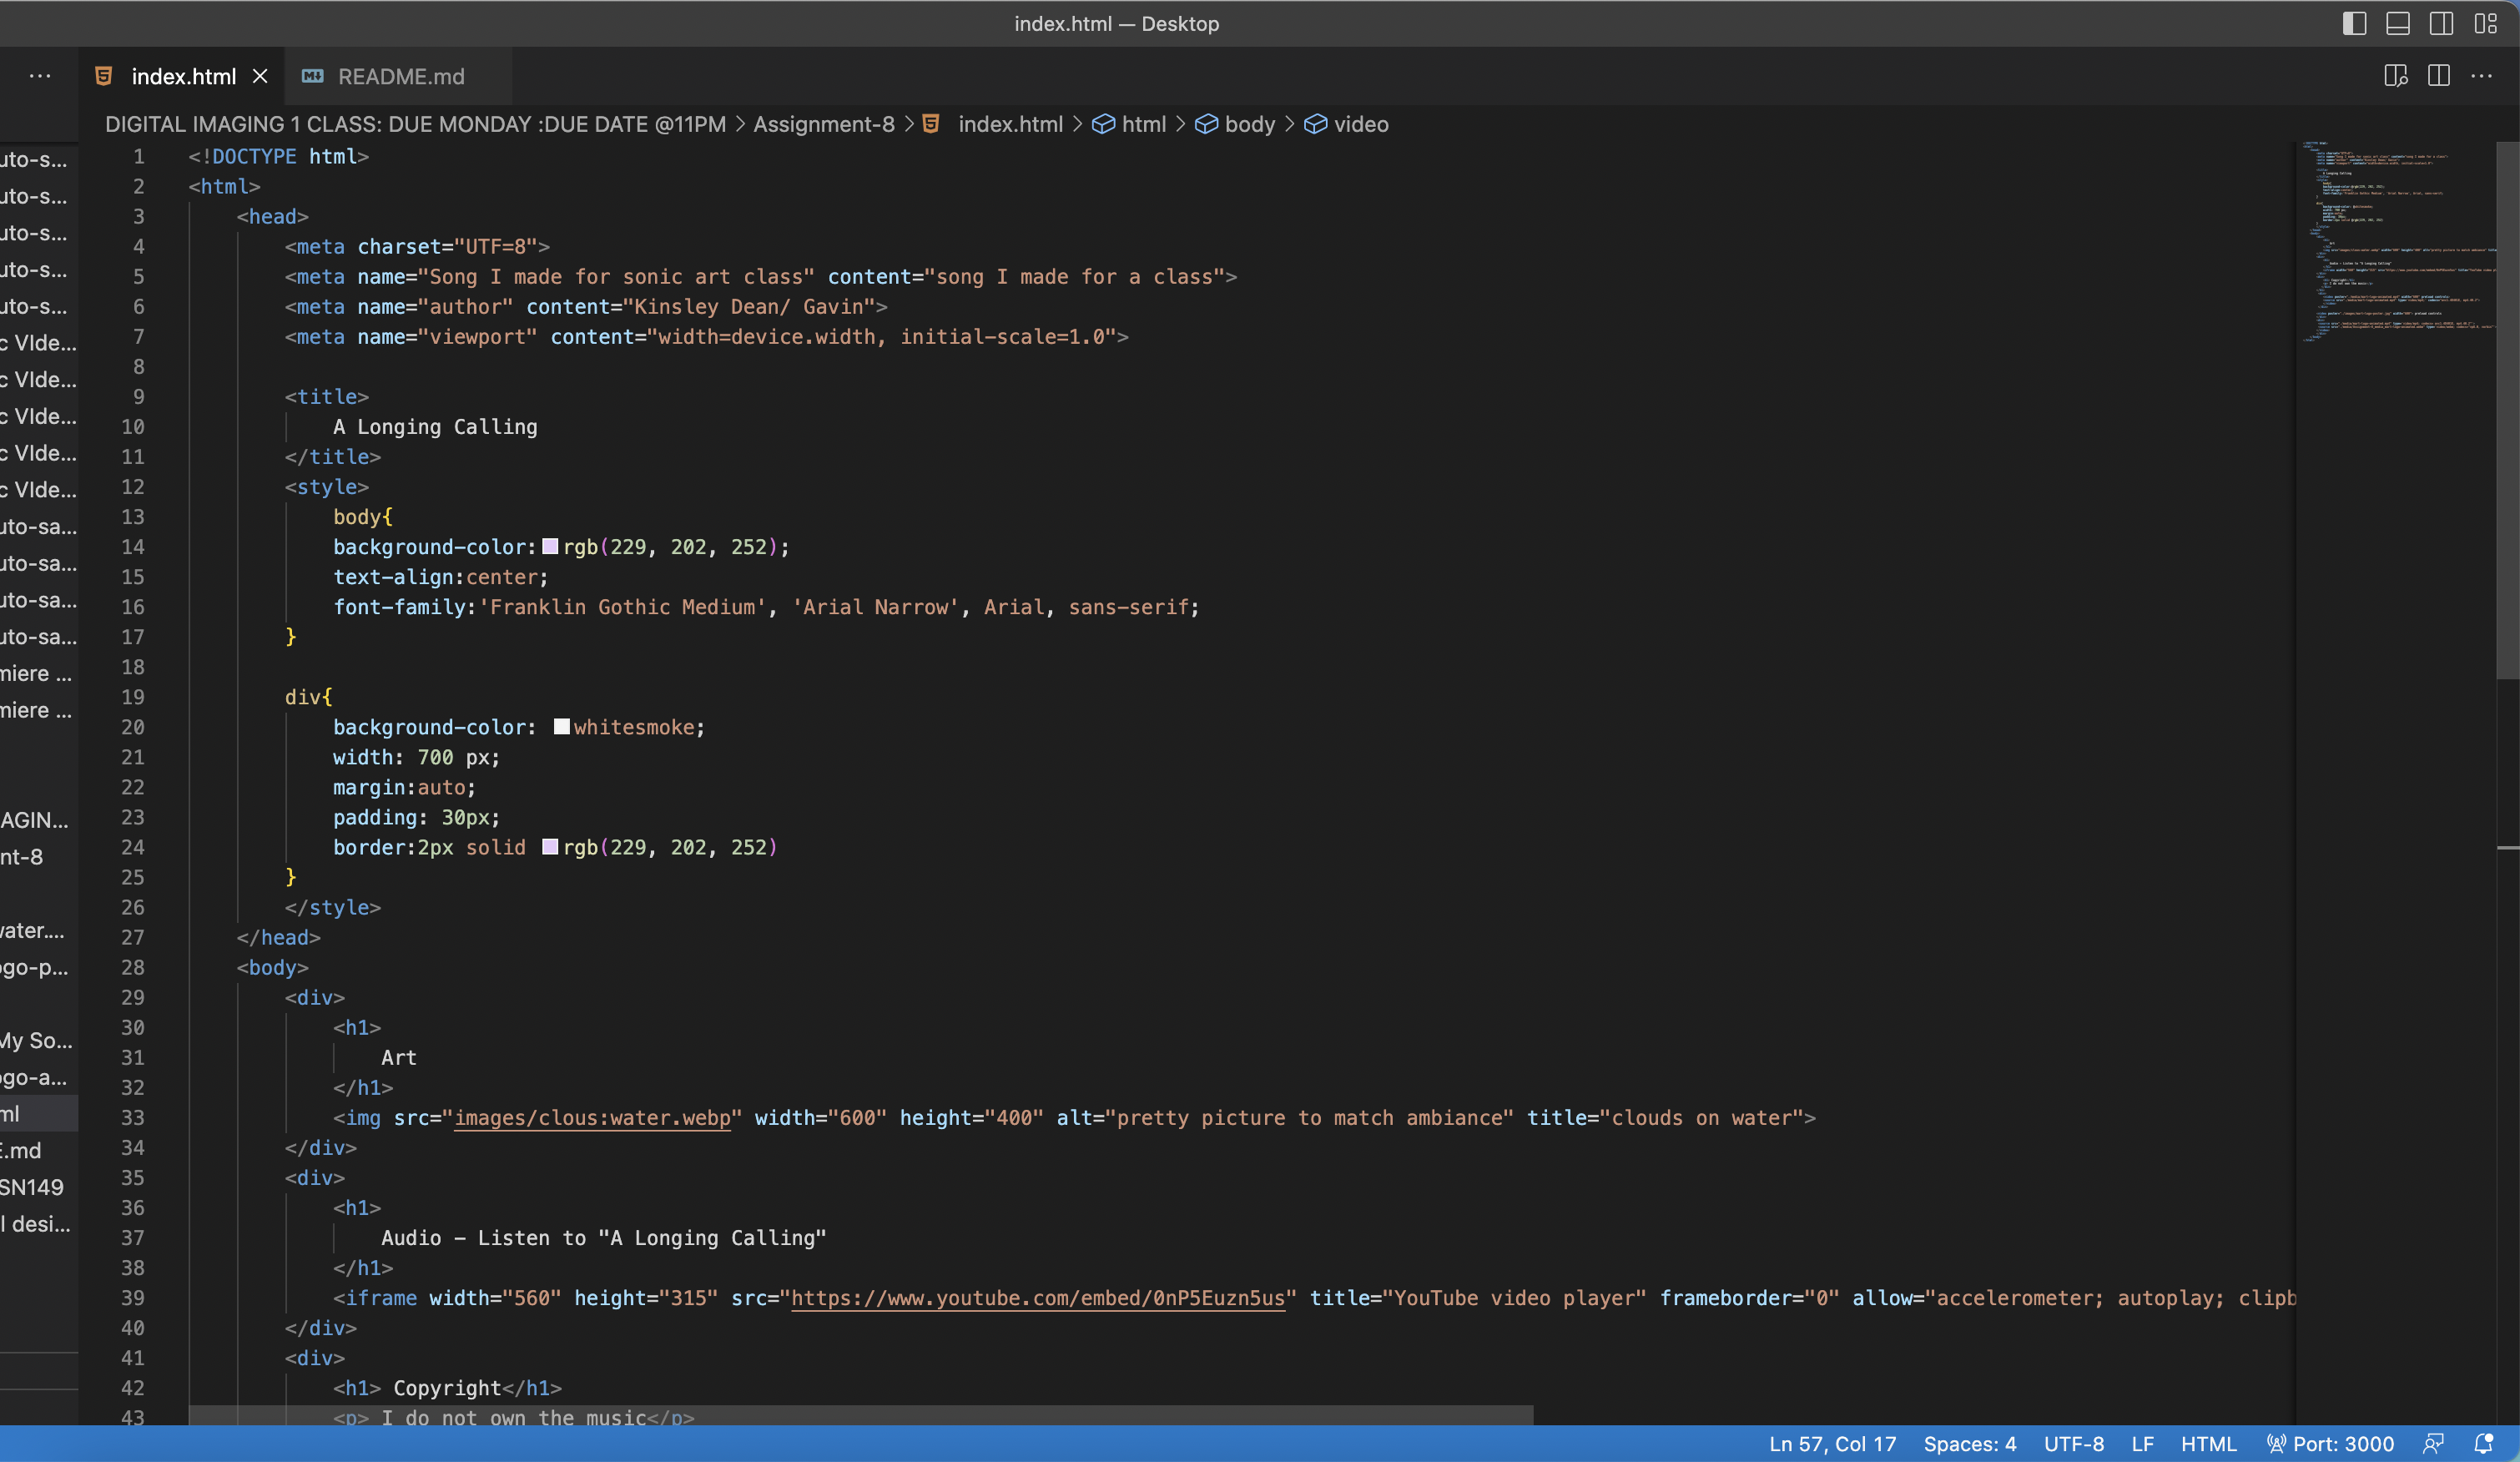 index.html — Desktop
index.html
README.md
DIGITAL IMAGING 1 CLASS: DUE MONDAY :DUE DATE @11PM > Assignment-8 > index.html > html > body > video
uto-s...
uto-s...
uto-s...
uto-s...
uto-s...
c VIde...
c VIde...
c VIde...
c VIde...
c VIde...
uto-sa...
uto-sa...
uto-sa...
uto-sa...
miere ...
miere ...
AGIN...
nt-8
water....
ogo-p...
My So...
ogo-a...
ml
E.md
SN149
l desi...
1 <!DOCTYPE html>
2 <html>
3 <head>
4 <meta charset="UTF=8">
5 <meta name="Song I made for sonic art class" content="song I made for a class">
6 <meta name="author" content="Kinsley Dean/ Gavin">
7 <meta name="viewport" content="width=device.width, initial-scale=1.0">
8
9 <title>
10 A Longing Calling
11 </title>
12 <style>
13 body{
14 background-color:rgb(229, 202, 252);
15 text-align:center;
16 font-family:'Franklin Gothic Medium', 'Arial Narrow', Arial, sans-serif;
17 }
18
19 div{
20 background-color: whitesmoke;
21 width: 700 px;
22 margin:auto;
23 padding: 30px;
24 border:2px solid rgb(229, 202, 252)
25 }
26 </style>
27 </head>
28 <body>
29 <div>
30 <h1>
31 Art
32 </h1>
33 <img src="images/clous:water.webp" width="600" height="400" alt="pretty picture to match ambiance" title="clouds on water">
34 </div>
35 <div>
36 <h1>
37 Audio - Listen to "A Longing Calling"
38 </h1>
39 <iframe width="560" height="315" src="https://www.youtube.com/embed/0nP5Euzn5us" title="YouTube video player" frameborder="0" allow="accelerometer; autoplay; clipb
40 </div>
41 <div>
42 <h1> Copyright</h1>
43 <p> I do not own the music</p>
Ln 57, Col 17 Spaces: 4 UTF-8 LF HTML Port: 3000